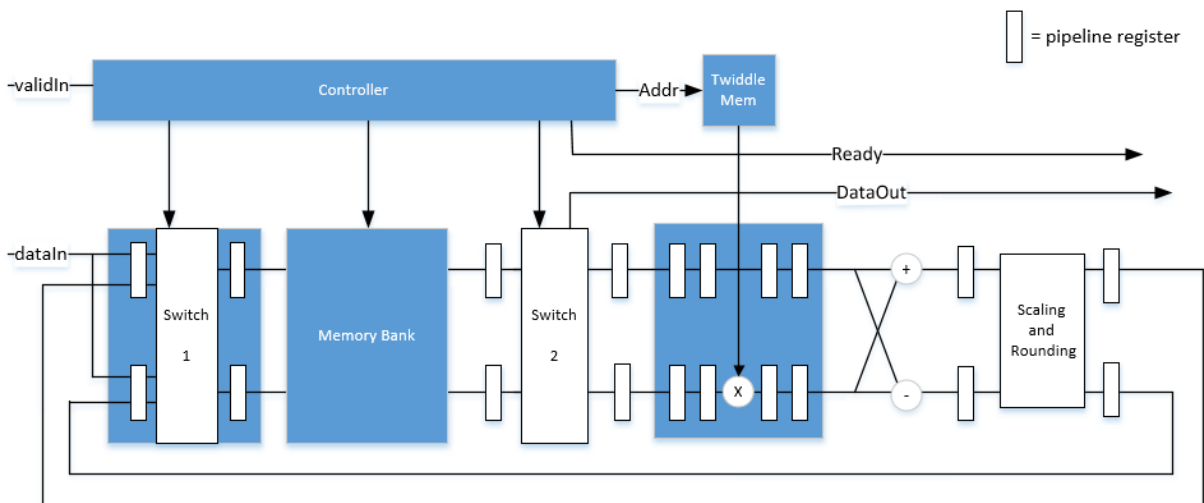 = pipeline register
validIn
Controller
Addr
Twiddle
Mem
Ready
DataOut
dataIn
Switch
1
Memory Bank
Switch
2
X
+
-
Scaling
and
Rounding